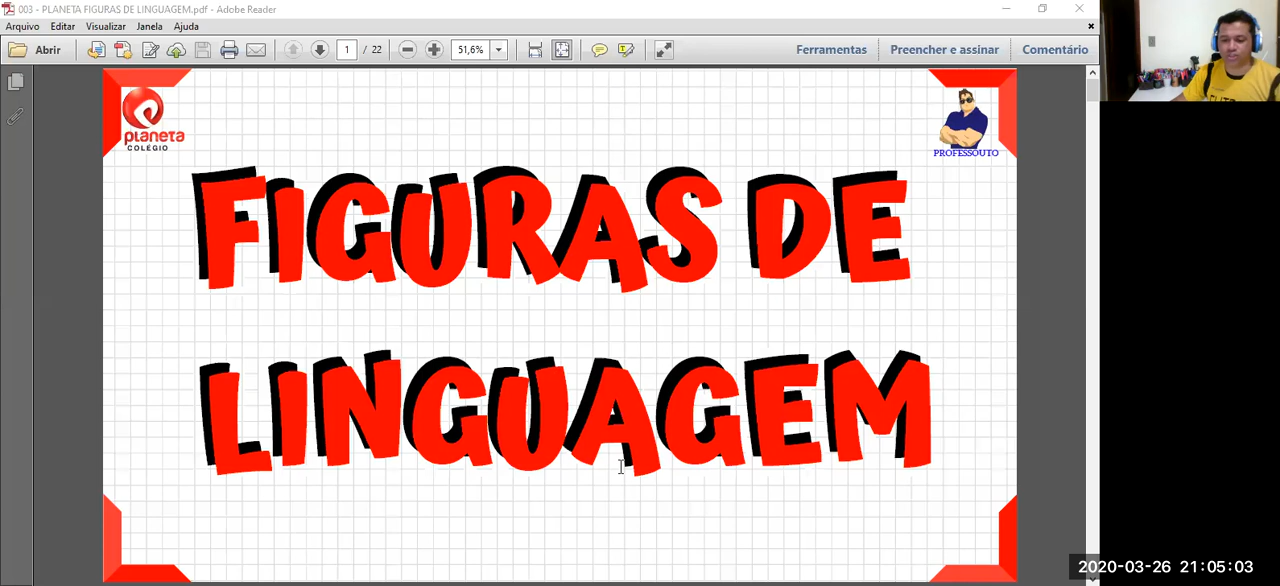 003 - PLANETA FIGURAS DE LINGUAGEM.pdf - Adobe Reader
Arquivo Editar Visualizar Janela Ajuda
Abrir 1 / 22 51,6% Ferramentas Preencher e assinar Comentário
planeta
COLÉGIO
PROFESSOUTO
FIGURAS DE
LINGUAGEM
2020-03-26 21:05:03